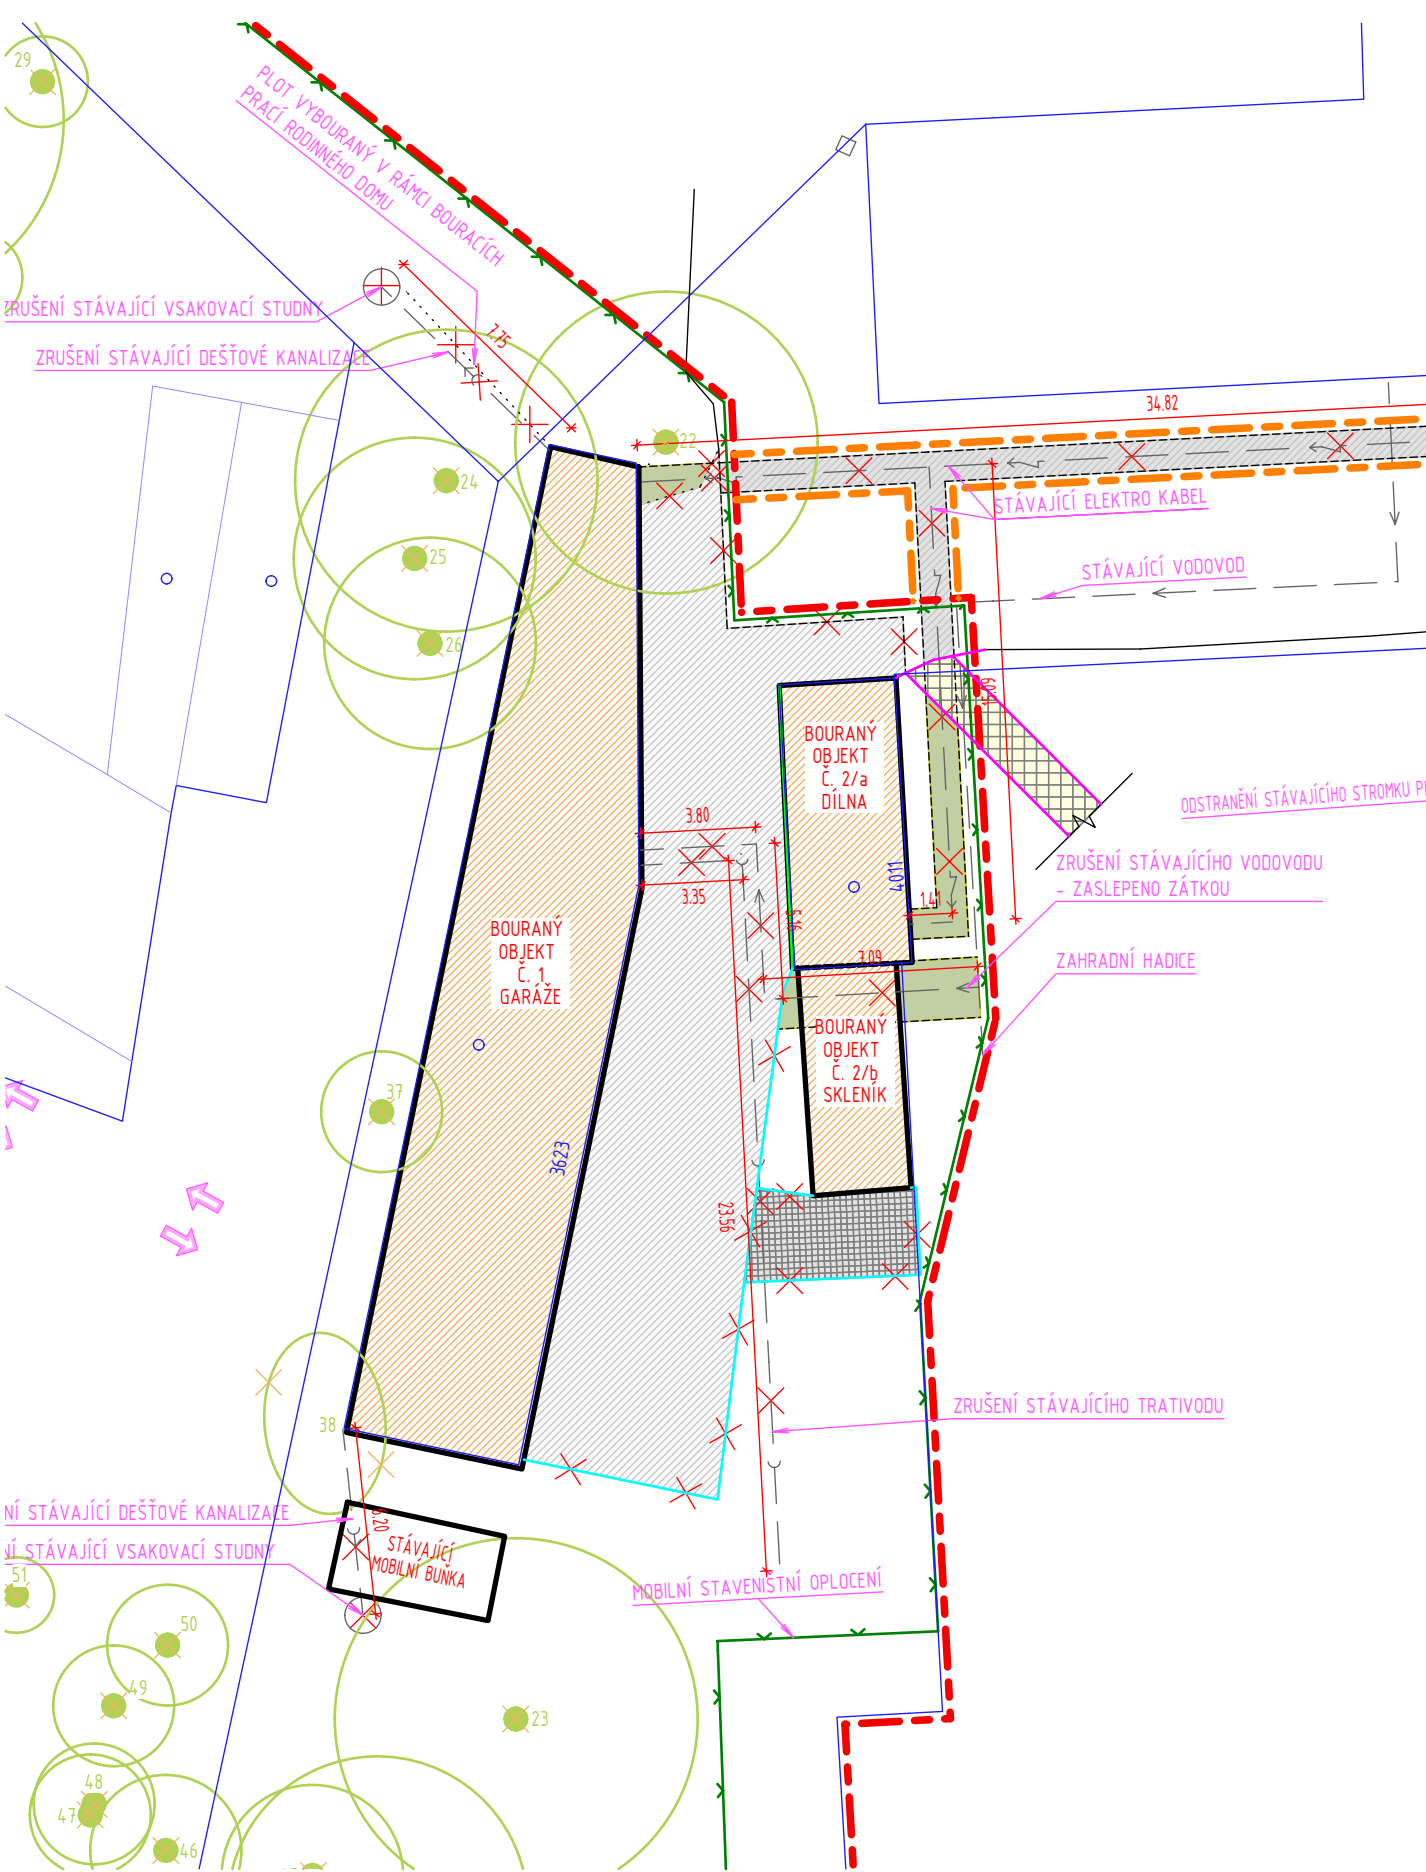 29
PLOT VYBOURANÝ V RÁMCI BOURACÍCH
PRACÍ RODINNÉHO DOMU
ZRUŠENÍ STÁVAJÍCÍ VSAKOVACÍ STUDNY
ZRUŠENÍ STÁVAJÍCÍ DEŠŤOVÉ KANALIZACE
7.75
34.82
22
24
STÁVAJÍCÍ ELEKTRO KABEL
25
STÁVAJÍCÍ VODOVOD
26
BOURANÝ
OBJEKT
Č. 2/a
DÍLNA
ODSTRANĚNÍ STÁVAJÍCÍHO STROMKU
3.80
ZRUŠENÍ STÁVAJÍCÍHO VODOVODU
- ZASLEPENO ZÁTKOU
4011
3.35
1.41
BOURANÝ
OBJEKT
Č. 1
GARÁŽE
7.09
ZAHRADNÍ HADICE
BOURANÝ
OBJEKT
Č. 2/b
SKLENÍK
37
3623
23.56
ZRUŠENÍ STÁVAJÍCÍHO TRATIVODU
38
NÍ STÁVAJÍCÍ DEŠŤOVÉ KANALIZACE
STÁVAJÍCÍ
MOBILNÍ BUŇKA
NÍ STÁVAJÍCÍ VSAKOVACÍ STUDNY
51
MOBILNÍ STAVENIŠTNÍ OPLOCENÍ
50
49
23
48
47
46